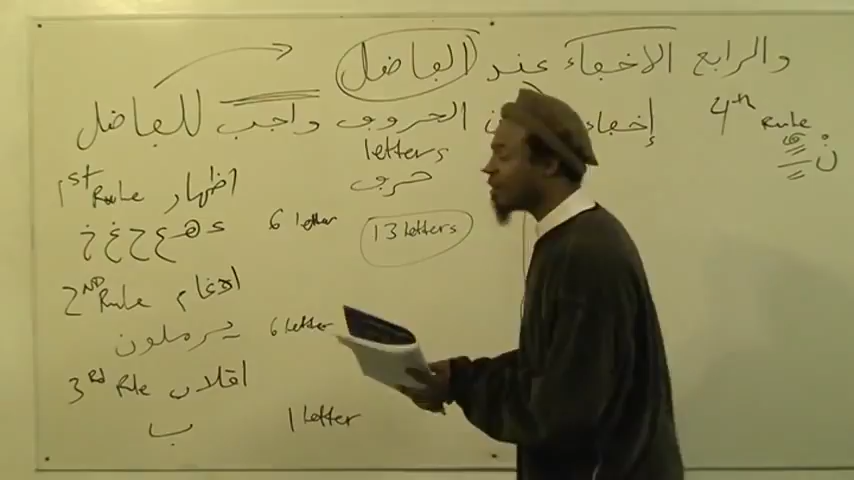 والرابع الاخفاء عند الفاضل
إخفاء من الحروف واجب للفاضل
4th Rule
نْ
letters
حرف
13 letters
1st Rule اظهار
ء ه ع ح غ خ 6 letter
2ND Rule ادغام
يرملون 6 letter
3Rd Rule اقلاب
ب 1 letter